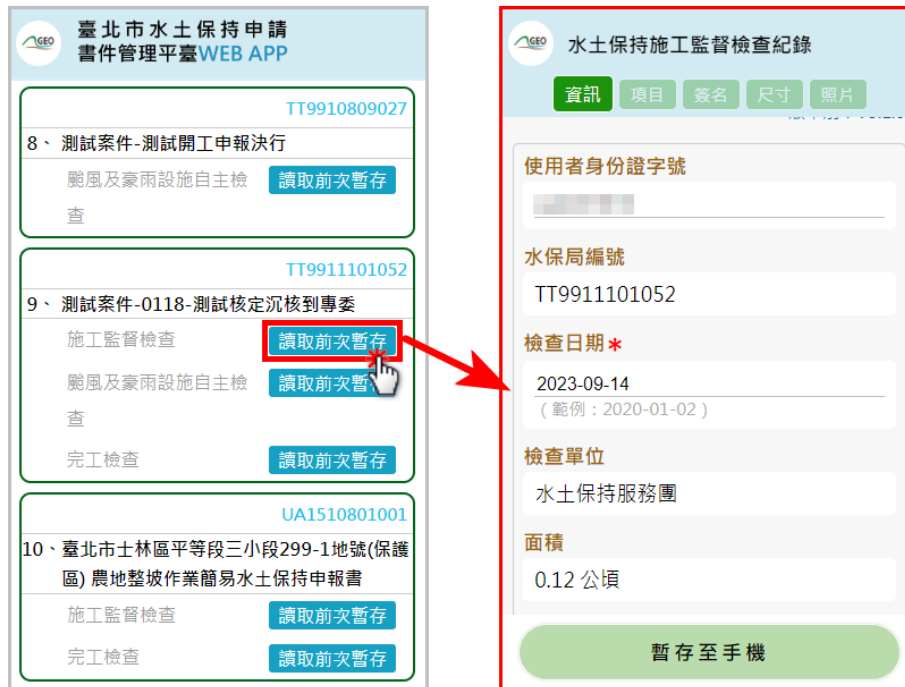 GEO
臺北市水土保持申請
書件管理平臺WEB APP
TT9910809027
8、 測試案件-測試開工申報決行
颱風及豪雨設施自主檢
查
讀取前次暫存
TT9911101052
9、 測試案件-0118-測試核定沉核到專委
施工監督檢查
讀取前次暫存
颱風及豪雨設施自主檢
查
讀取前次暫
完工檢查
讀取前次暫存
UA1510801001
10、臺北市士林區平等段三小段299-1地號(保護
區) 農地整坡作業簡易水土保持申報書
施工監督檢查
讀取前次暫存
完工檢查
讀取前次暫存
GEO
水土保持施工監督檢查紀錄
資訊 項目 簽名 尺寸 照片
使用者身份證字號
水保局編號
TT9911101052
檢查日期*
2023-09-14
(範例：2020-01-02)
檢查單位
水土保持服務團
面積
0.12 公頃
暫存至手機